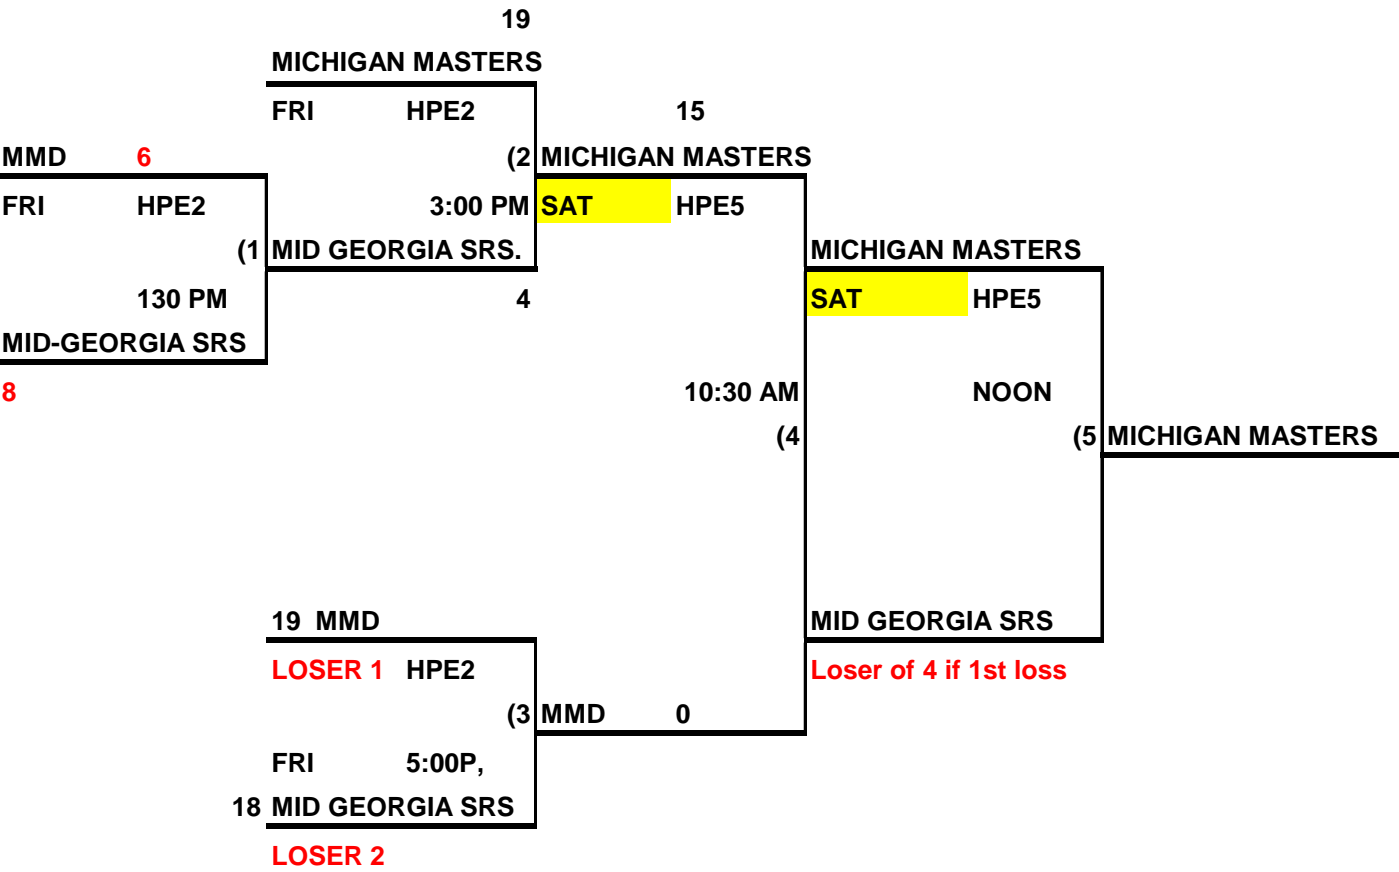 19
MICHIGAN MASTERS
FRI HPE2 15
MMD 6 (2 MICHIGAN MASTERS
FRI HPE2 3:00 PM SAT HPE5
(1 MID GEORGIA SRS. MICHIGAN MASTERS
130 PM 4 SAT HPE5
MID-GEORGIA SRS
8 10:30 AM NOON
(4 (5 MICHIGAN MASTERS
19 MMD MID GEORGIA SRS
LOSER 1 HPE2 Loser of 4 if 1st loss
(3 MMD 0
FRI 5:00P,
18 MID GEORGIA SRS
LOSER 2